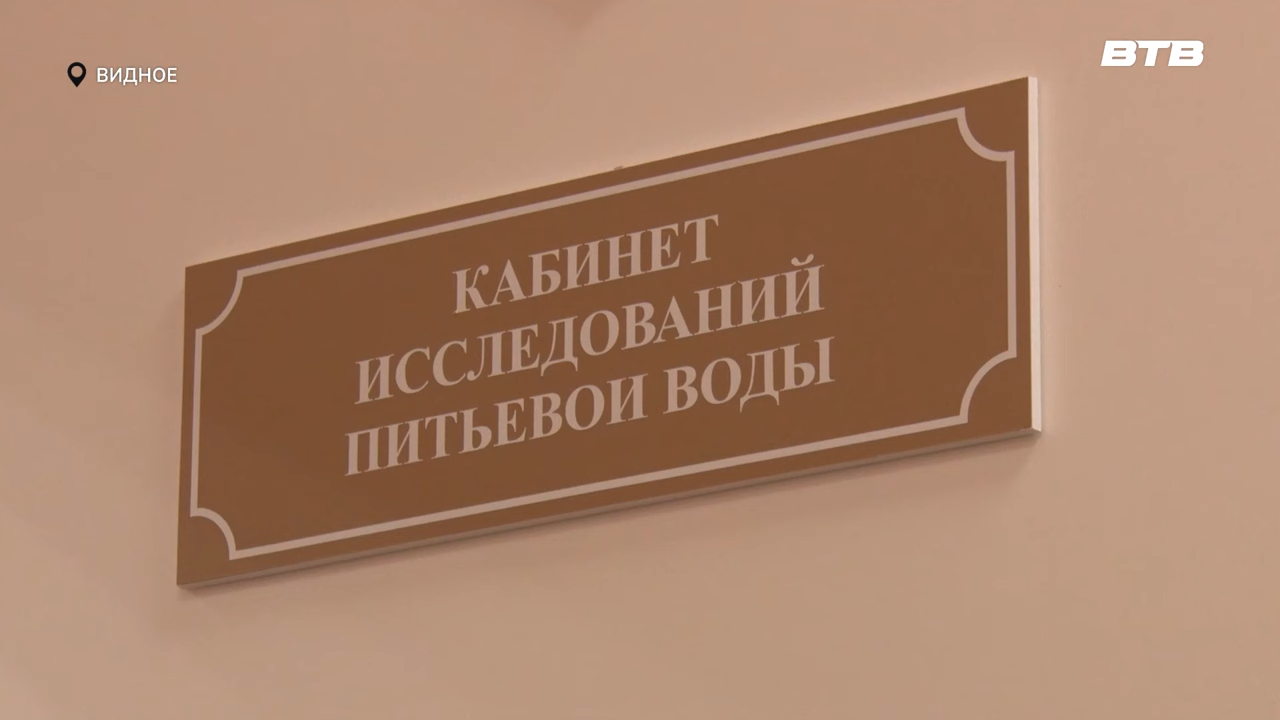 ВИДНОЕ
ВТВ
КАБИНЕТ
ИССЛЕДОВАНИЙ
ПИТЬЕВОИ ВОДЫ